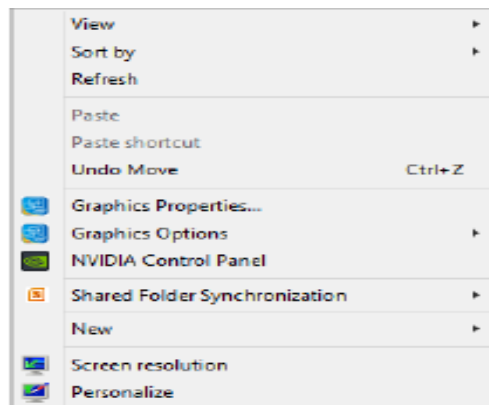 View
Sort by
Refresh
Paste
Paste shortcut
Undo Move Ctrl+Z
Graphics Properties...
Graphics Options
NVIDIA Control Panel
Shared Folder Synchronization
New
Screen resolution
Personalize